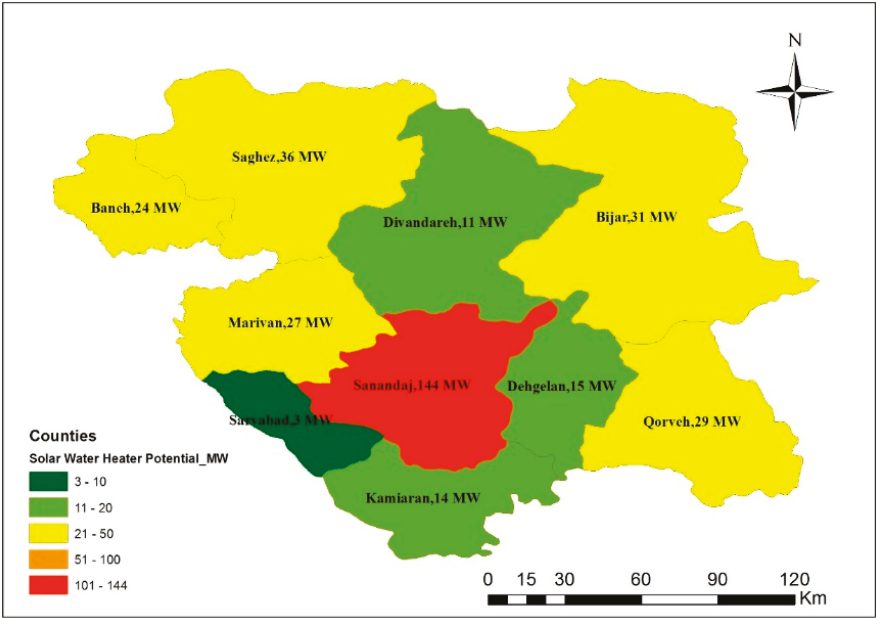 N
Saghez,36 MW
Baneh,24 MW
Divandareh,11 MW
Bijar,31 MW
Marivan,27 MW
Sanandaj,144 MW
Dehgelan,15 MW
Sarvabad,3 MW
Qorveh,29 MW
Kamiaran,14 MW
Counties
Solar Water Heater Potential_MW
3 - 10
11 - 20
21 - 50
51 - 100
101 - 144
0 15 30 60 90 120
Km